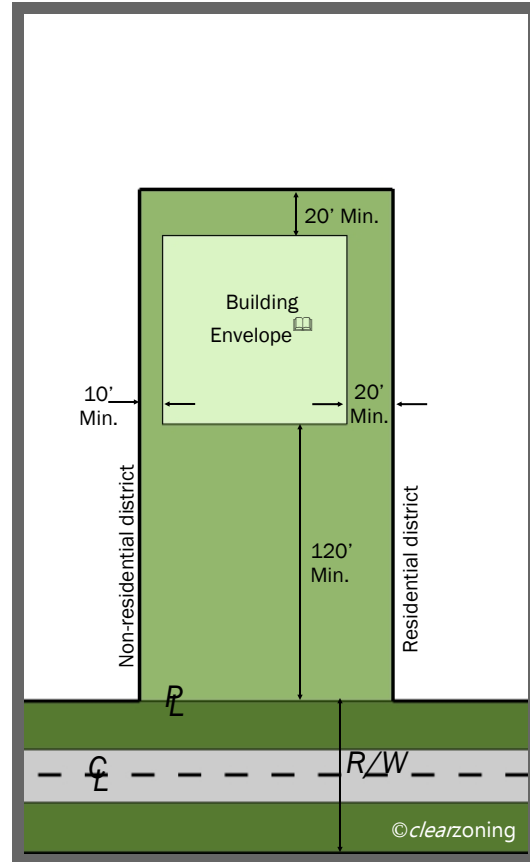 20’ Min.
Building
Envelope
10’
Min.
20’
Min.
Non-residential district
Residential district
120’
Min.
PL
CL
R/W
©clearzoning